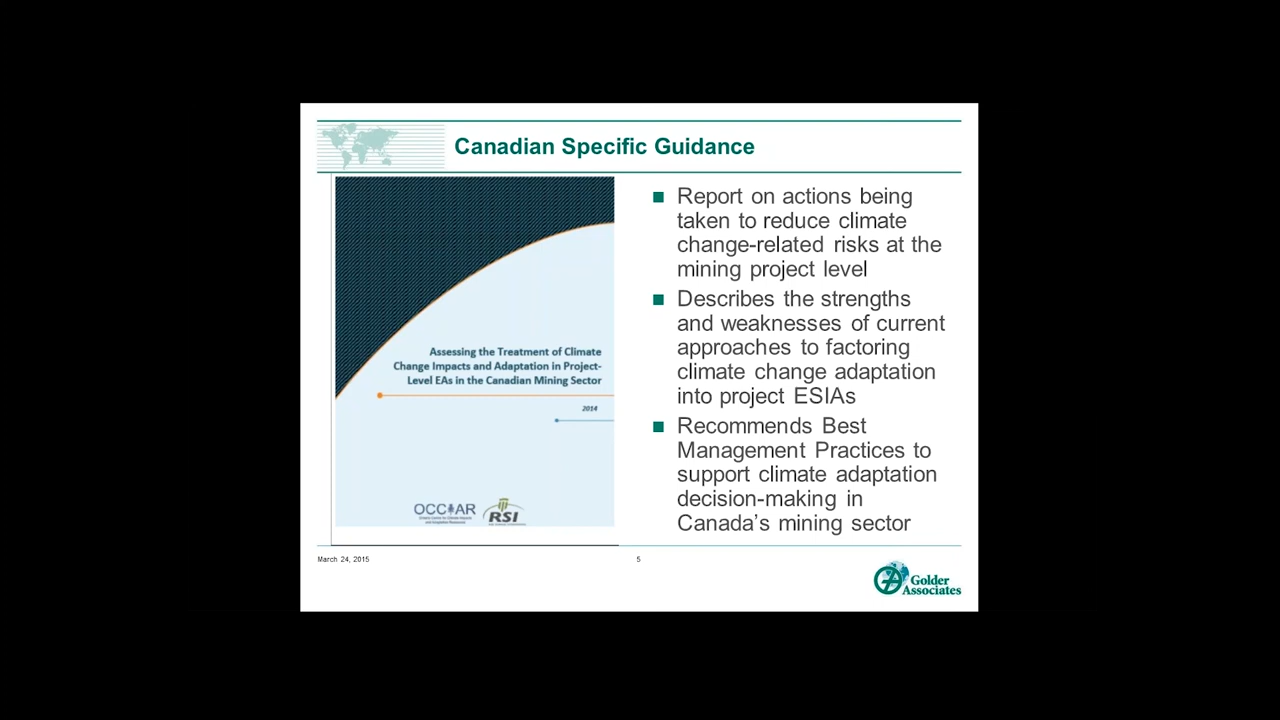 Canadian Specific Guidance
Assessing the Treatment of Climate
Change Impacts and Adaptation in Project-
Level EAs in the Canadian Mining Sector
2014
OCCIAR
RSI
Report on actions being
taken to reduce climate
change-related risks at the
mining project level
Describes the strengths
and weaknesses of current
approaches to factoring
climate change adaptation
into project ESIAs
Recommends Best
Management Practices to
support climate adaptation
decision-making in
Canada's mining sector
March 24, 2015
5
Golder
Associates